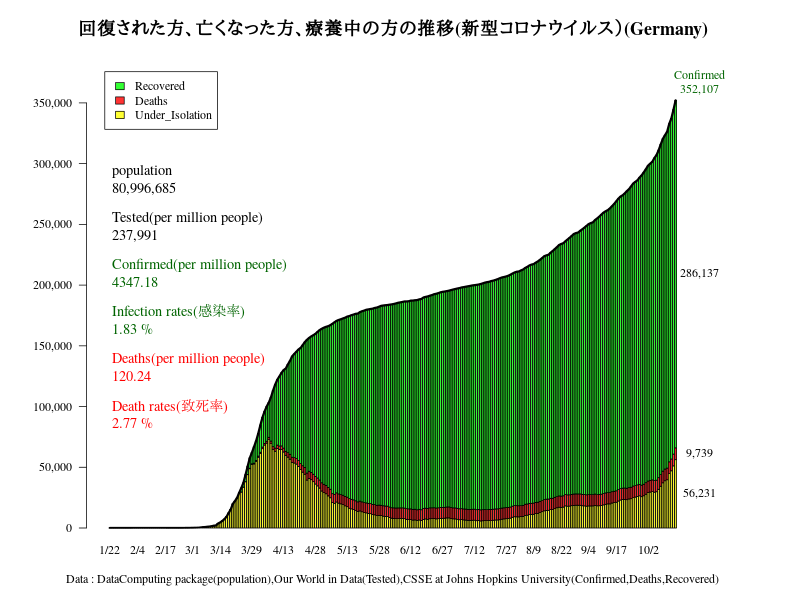 回復された方、亡くなった方、療養中の方の推移(新型コロナウイルス）(Germany)
Confirmed
352,107
Recovered
Deaths
Under_Isolation
350,000
300,000
250,000
200,000
150,000
100,000
50,000
0
population
80,996,685
Tested(per million people)
237,991
Confirmed(per million people)
4347.18
Infection rates(感染率)
1.83 %
Deaths(per million people)
120.24
Death rates(致死率)
2.77 %
286,137
9,739
56,231
1/22 2/4 2/17 3/1 3/14 3/29 4/13 4/28 5/13 5/28 6/12 6/27 7/12 7/27 8/9 8/22 9/4 9/17 10/2
Data : DataComputing package(population),Our World in Data(Tested),CSSE at Johns Hopkins University(Confirmed,Deaths,Recovered)